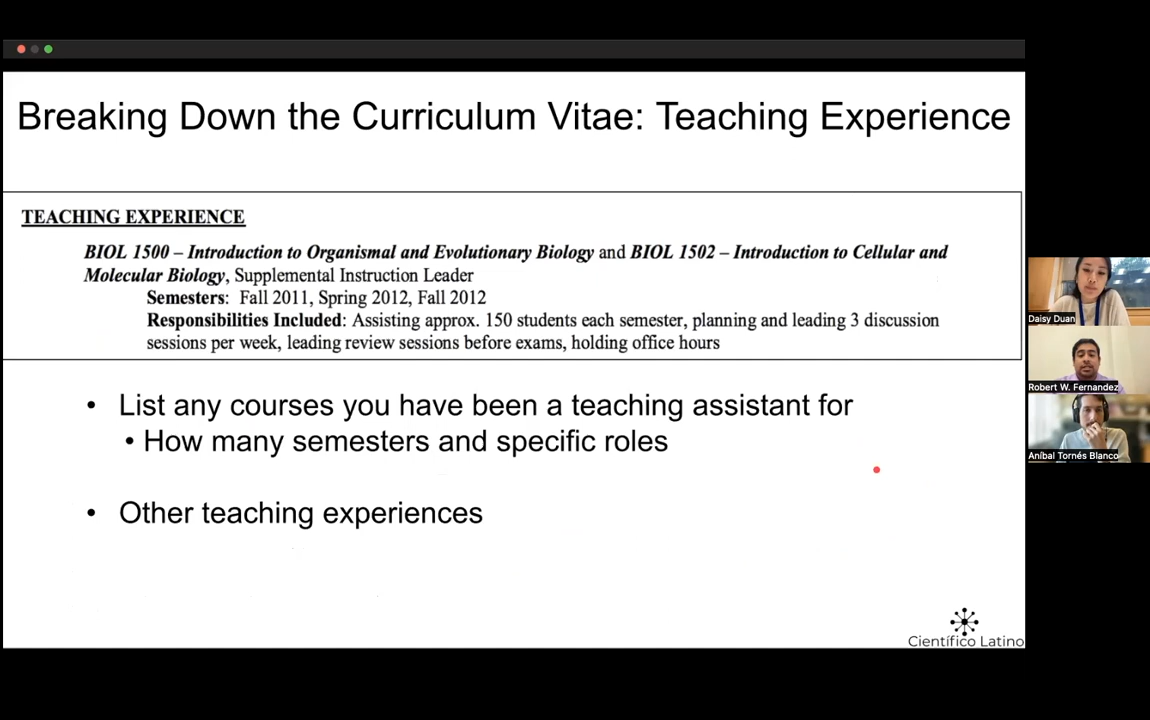 Breaking Down the Curriculum Vitae: Teaching Experience
TEACHING EXPERIENCE
BIOL 1500 – Introduction to Organismal and Evolutionary Biology and BIOL 1502 – Introduction to Cellular and
Molecular Biology, Supplemental Instruction Leader
Semesters: Fall 2011, Spring 2012, Fall 2012
Responsibilities Included: Assisting approx. 150 students each semester, planning and leading 3 discussion
sessions per week, leading review sessions before exams, holding office hours
• List any courses you have been a teaching assistant for
• How many semesters and specific roles
• Other teaching experiences
Científico Latino
Daisy Duan
Robert W. Fernandez
Aníbal Tornés Blanco